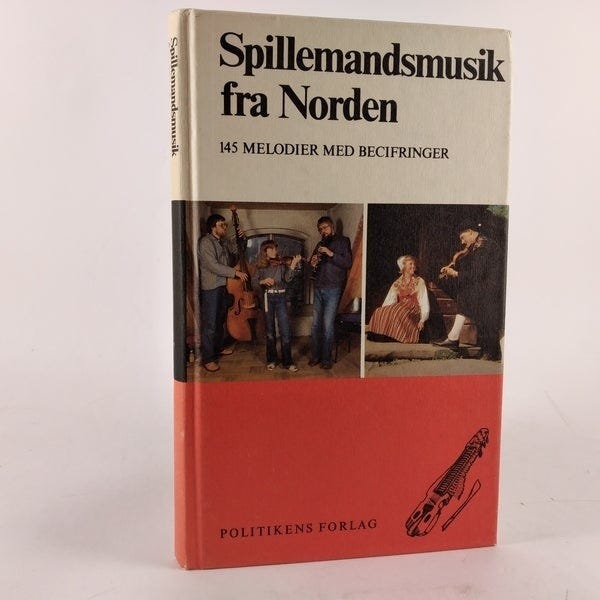 Spillemandsmusik
Spillemandsmusik
fra Norden
145 MELODIER MED BECIFRINGER
POLITIKENS FORLAG